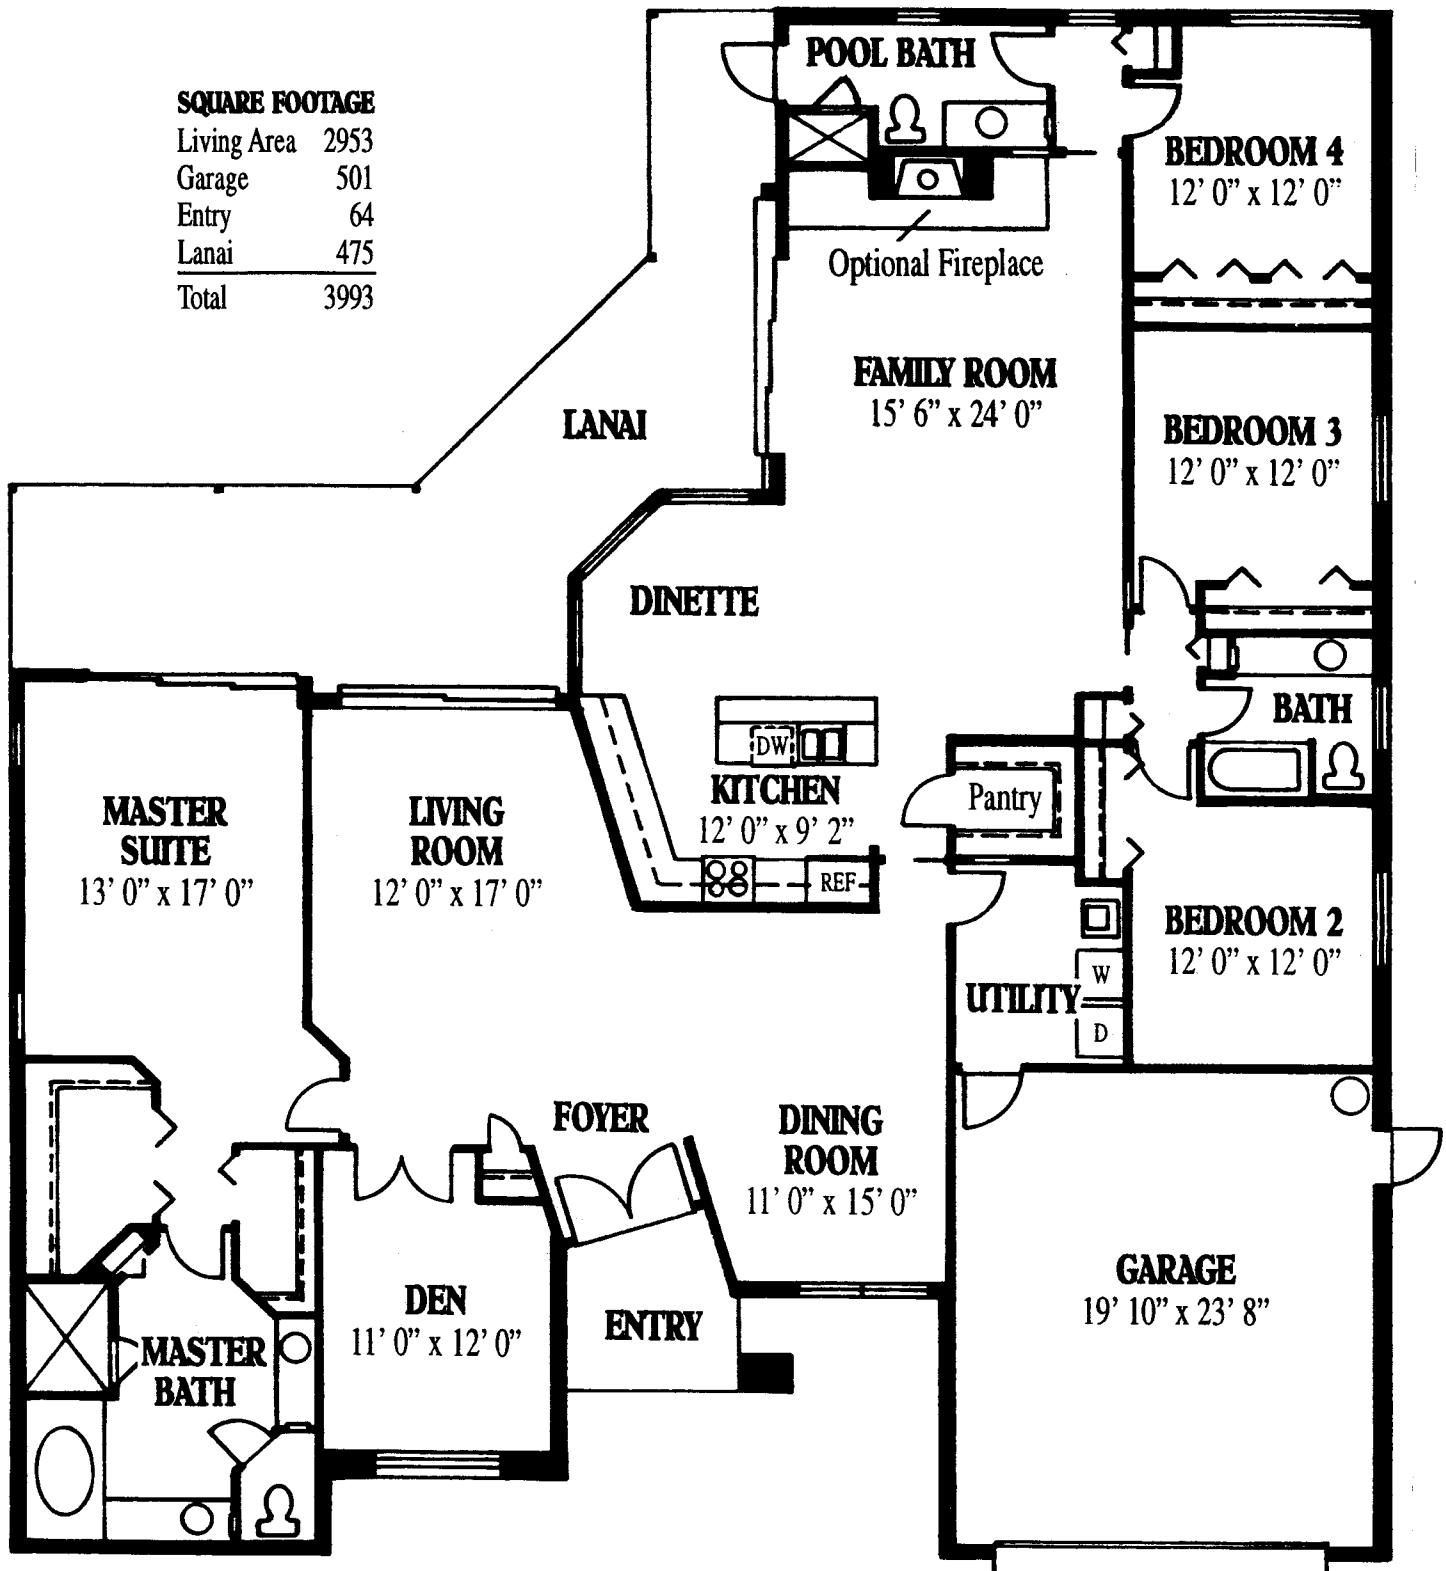 SQUARE FOOTAGE
Living Area 2953
Garage 501
Entry 64
Lanai 475
Total 3993
POOL BATH
BEDROOM 4
12' 0" x 12' 0"
Optional Fireplace
FAMILY ROOM
15' 6" x 24' 0"
LANAI
BEDROOM 3
12' 0" x 12' 0"
DINETTE
BATH
DW
KITCHEN
12' 0" x 9' 2"
Pantry
MASTER
SUITE
13' 0" x 17' 0"
LIVING
ROOM
12' 0" x 17' 0"
REF
BEDROOM 2
12' 0" x 12' 0"
W
UTILITY
D
FOYER
DINING
ROOM
11' 0" x 15' 0"
GARAGE
19' 10" x 23' 8"
DEN
11' 0" x 12' 0"
ENTRY
MASTER
BATH